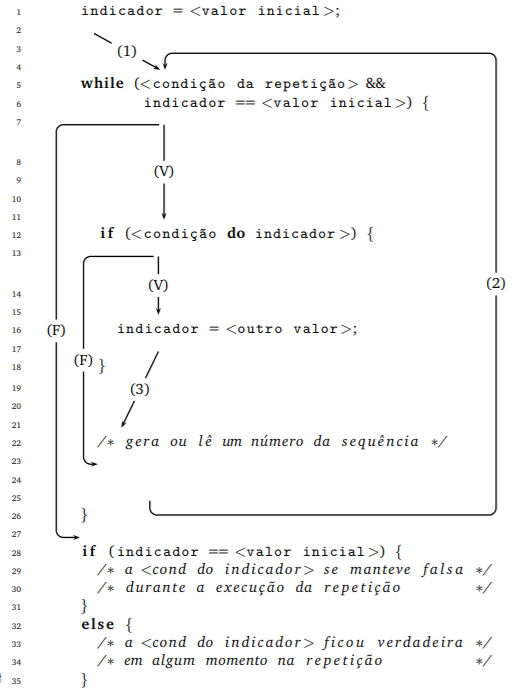 1 indicador = <valor inicial>;
2
(1)
3
4
5 while (<condição da repetição> &&
6 indicador == <valor inicial>) {
7
8
(V)
9
10
11
12 if (<condição do indicador>) {
13
(V)
(2)
14
15
16 indicador = <outro valor>;
(F)
17
18 }
(F)
19
(3)
20
21
22 /* gera ou lê um número da sequência */
23
24
25
26 }
27
28 if (indicador == <valor inicial>) {
29 /* a <cond do indicador> se manteve falsa */
30 /* durante a execução da repetição */
31 }
32 else {
33 /* a <cond do indicador> ficou verdadeira */
34 /* em algum momento na repetição */
35 }